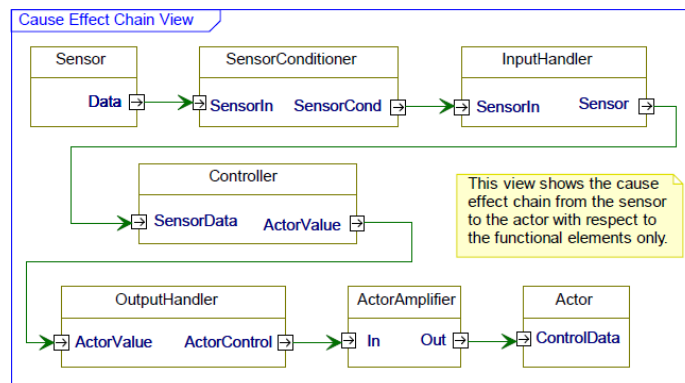 Cause Effect Chain View
Sensor
Data
SensorConditioner
SensorIn SensorCond
InputHandler
SensorIn Sensor
Controller
SensorData ActorValue
This view shows the cause
effect chain from the sensor
to the actor with respect to
the functional elements only.
OutputHandler
ActorValue ActorControl
ActorAmplifier
In Out
Actor
ControlData